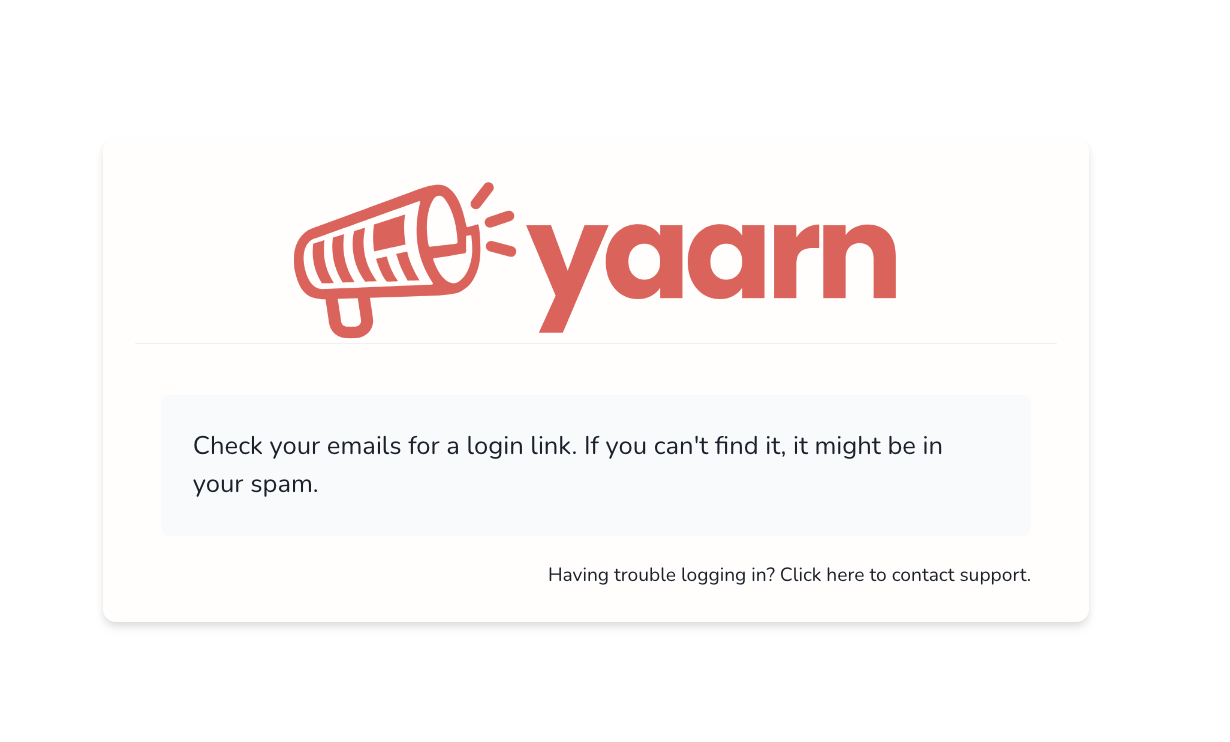 yaarn
Check your emails for a login link. If you can't find it, it might be in
your spam.
Having trouble logging in? Click here to contact support.